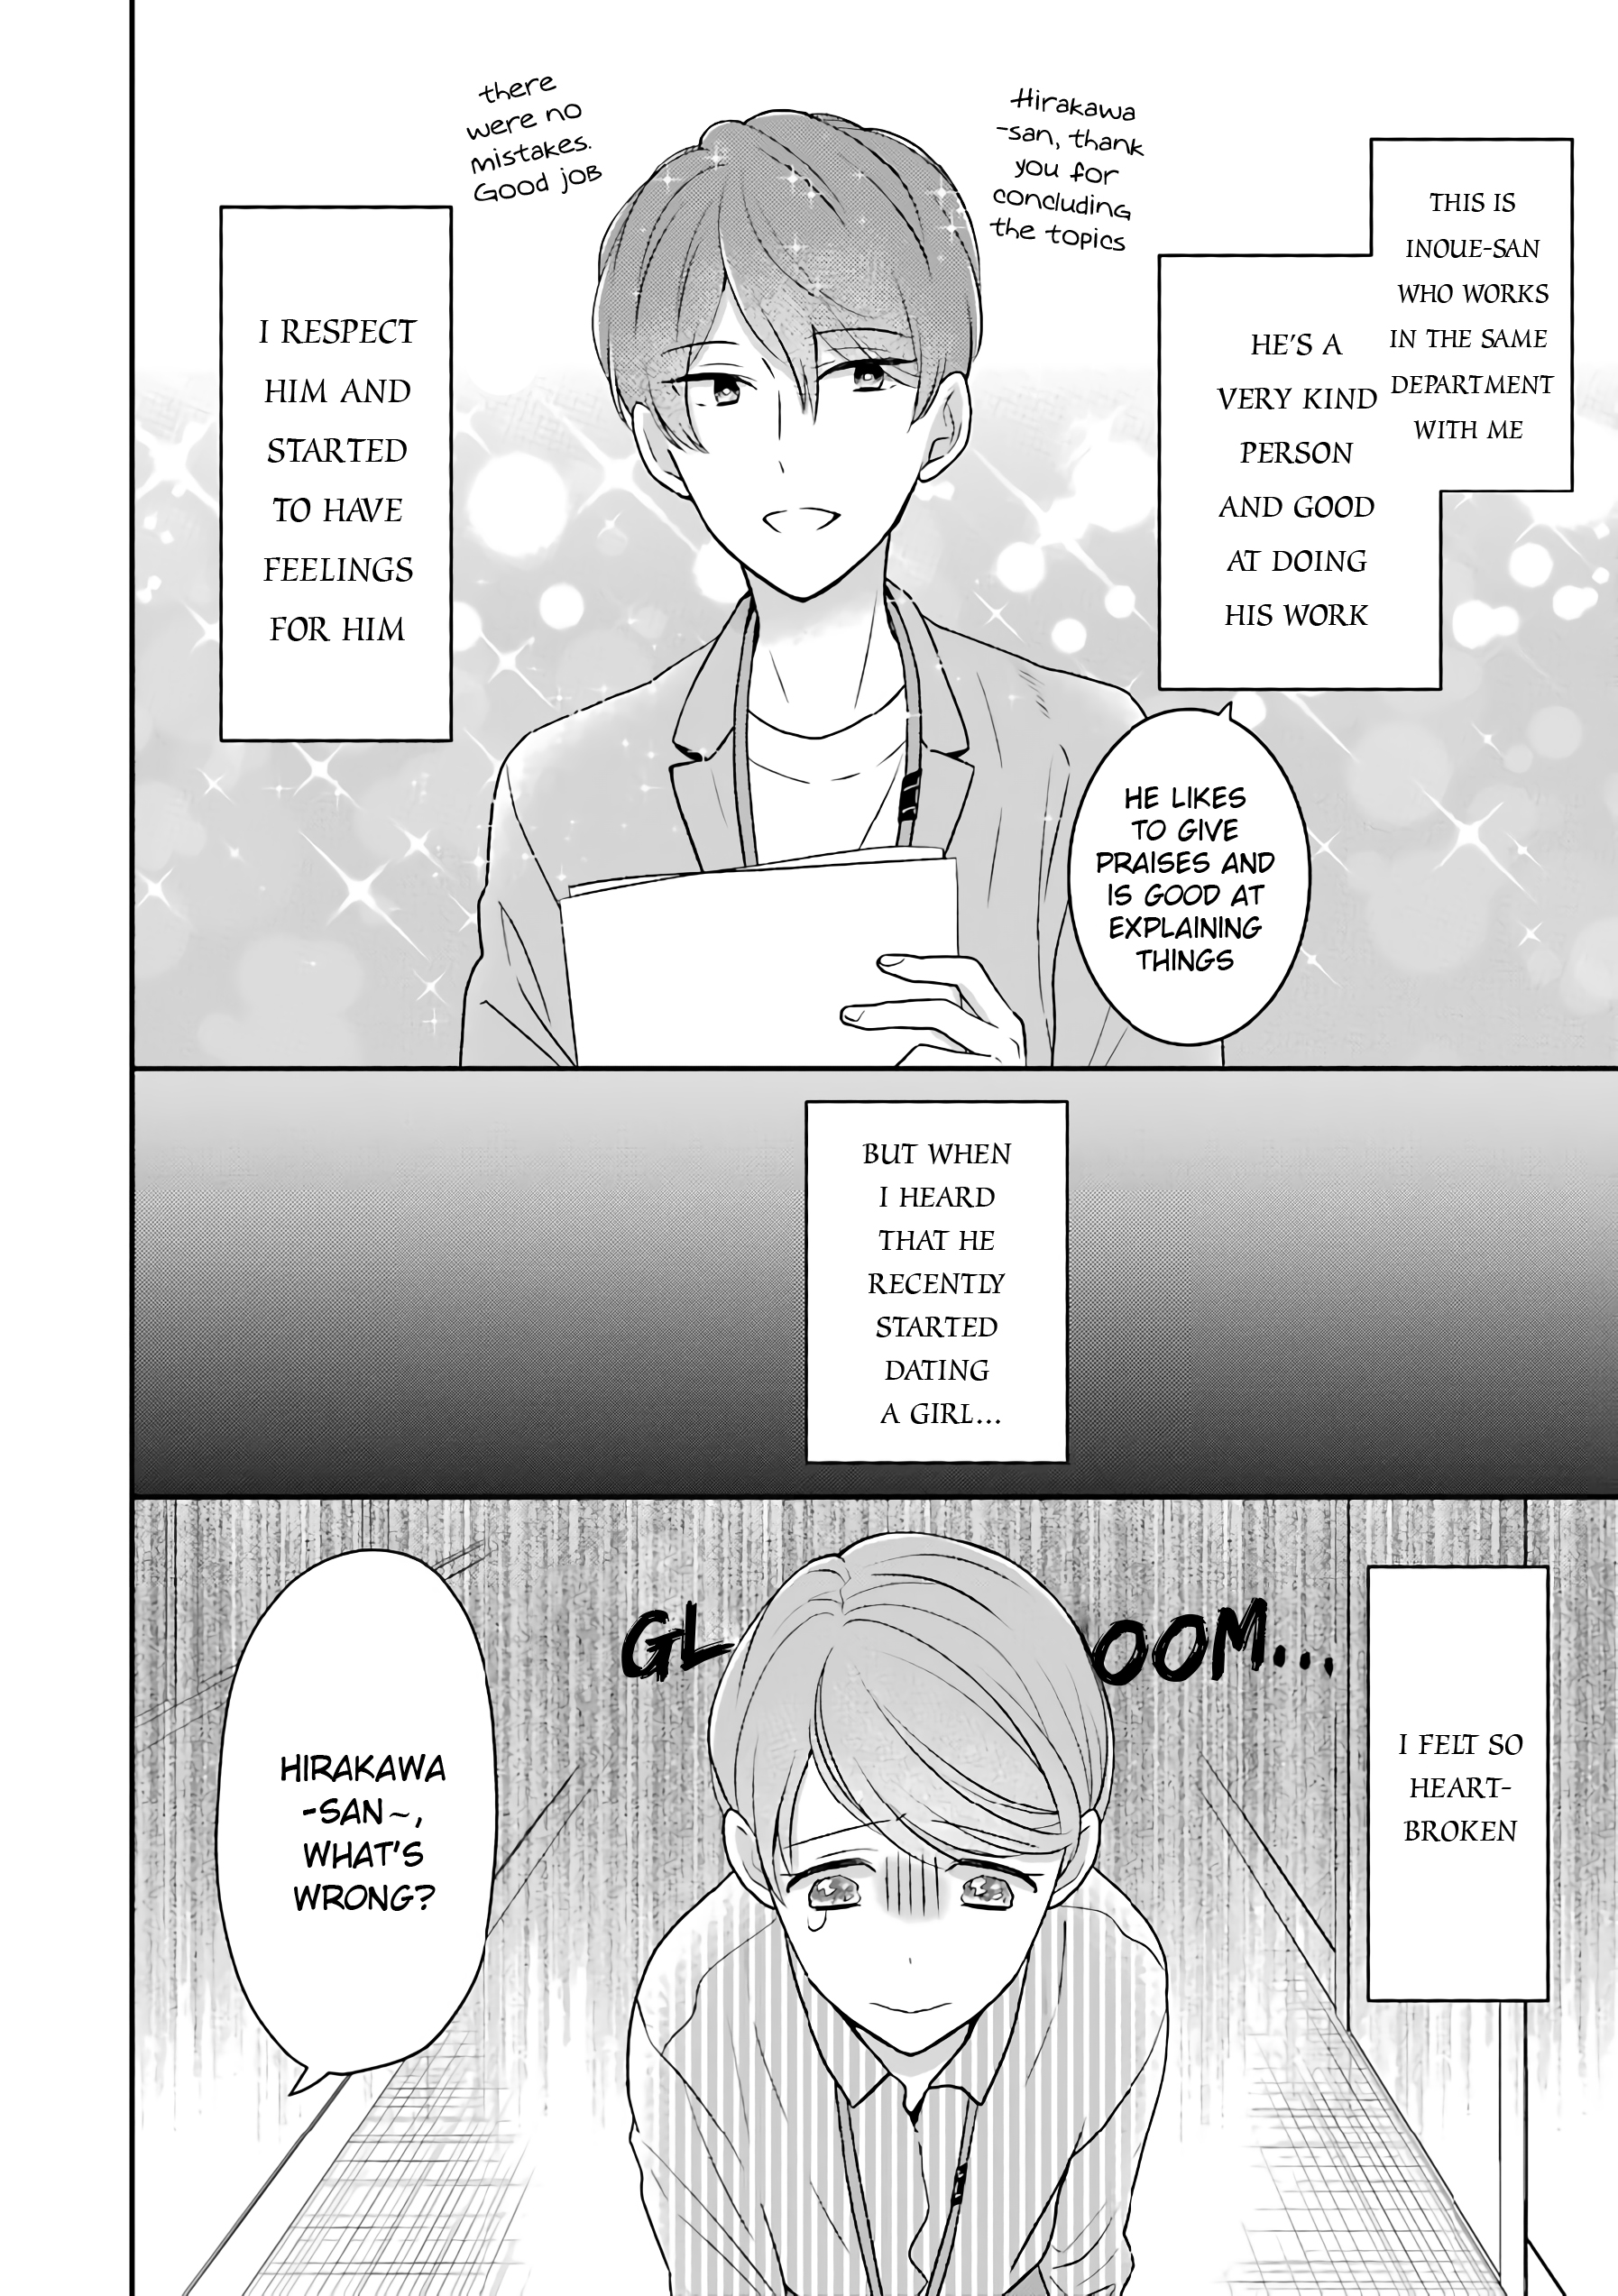 THIS IS
INOUE-SAN
WHO WORKS
IN THE SAME
DEPARTMENT
WITH ME
HE'S A
VERY KIND
PERSON
AND GOOD
AT DOING
HIS WORK
Hirakawa
-san, thank
you for
concluding
the topics
there
were no
mistakes.
Good job
HE LIKES
TO GIVE
PRAISES AND
IS GOOD AT
EXPLAINING
THINGS
I RESPECT
HIM AND
STARTED
TO HAVE
FEELINGS
FOR HIM
BUT WHEN
I HEARD
THAT HE
RECENTLY
STARTED
DATING
A GIRL...
I FELT SO
HEART-
BROKEN
GLOOM...
HIRAKAWA
-SAN~,
WHAT'S
WRONG?